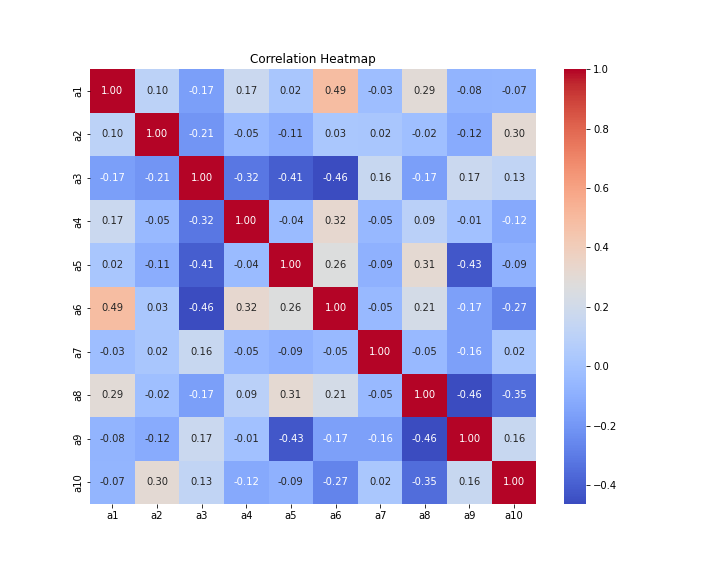 Correlation Heatmap
a1 1.00 0.10 -0.17 0.17 0.02 0.49 -0.03 0.29 -0.08 -0.07
a2 0.10 1.00 -0.21 -0.05 -0.11 0.03 0.02 -0.02 -0.12 0.30
a3 -0.17 -0.21 1.00 -0.32 -0.41 -0.46 0.16 -0.17 0.17 0.13
a4 0.17 -0.05 -0.32 1.00 -0.04 0.32 -0.05 0.09 -0.01 -0.12
a5 0.02 -0.11 -0.41 -0.04 1.00 0.26 -0.09 0.31 -0.43 -0.09
a6 0.49 0.03 -0.46 0.32 0.26 1.00 -0.05 0.21 -0.17 -0.27
a7 -0.03 0.02 0.16 -0.05 -0.09 -0.05 1.00 -0.05 -0.16 0.02
a8 0.29 -0.02 -0.17 0.09 0.31 0.21 -0.05 1.00 -0.46 -0.35
a9 -0.08 -0.12 0.17 -0.01 -0.43 -0.17 -0.16 -0.46 1.00 0.16
a10 -0.07 0.30 0.13 -0.12 -0.09 -0.27 0.02 -0.35 0.16 1.00
a1 a2 a3 a4 a5 a6 a7 a8 a9 a10
1.0
0.8
0.6
0.4
0.2
0.0
−0.2
−0.4